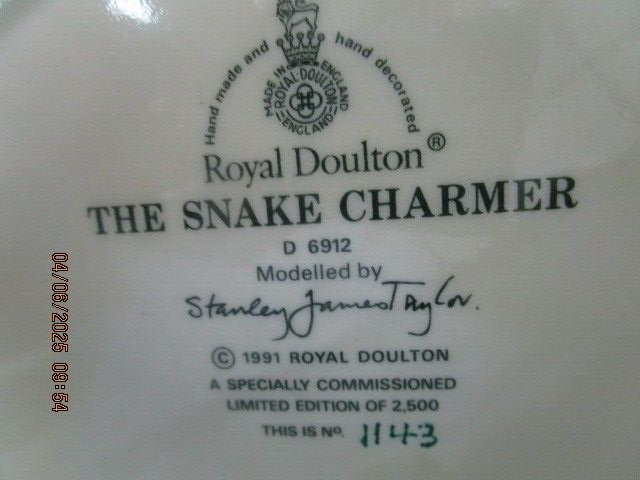 Hand made and hand decorated
MADE IN ENGLAND
ROYAL DOULTON
ENGLAND
Royal Doulton®
THE SNAKE CHARMER
D 6912
Modelled by
Stanley James Taylor.
© 1991 ROYAL DOULTON
A SPECIALLY COMMISSIONED
LIMITED EDITION OF 2,500
THIS IS No. 1143
04/06/2025 09:54